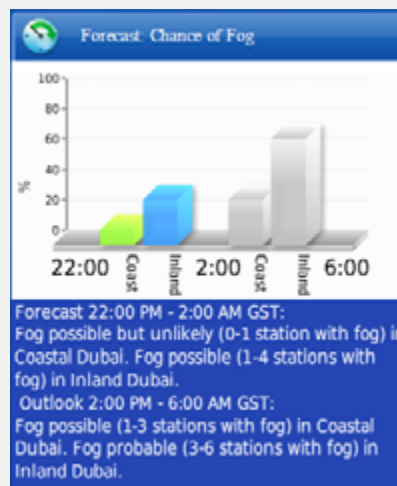 Forecast: Chance of Fog
100
80
60
40
20
0
%
22:00 Coast Inland 2:00 Coast Inland 6:00
Forecast 22:00 PM - 2:00 AM GST:
Fog possible but unlikely (0-1 station with fog) in
Coastal Dubai. Fog possible (1-4 stations with
fog) in Inland Dubai.
Outlook 2:00 PM - 6:00 AM GST:
Fog possible (1-3 stations with fog) in Coastal
Dubai. Fog probable (3-6 stations with fog) in
Inland Dubai.